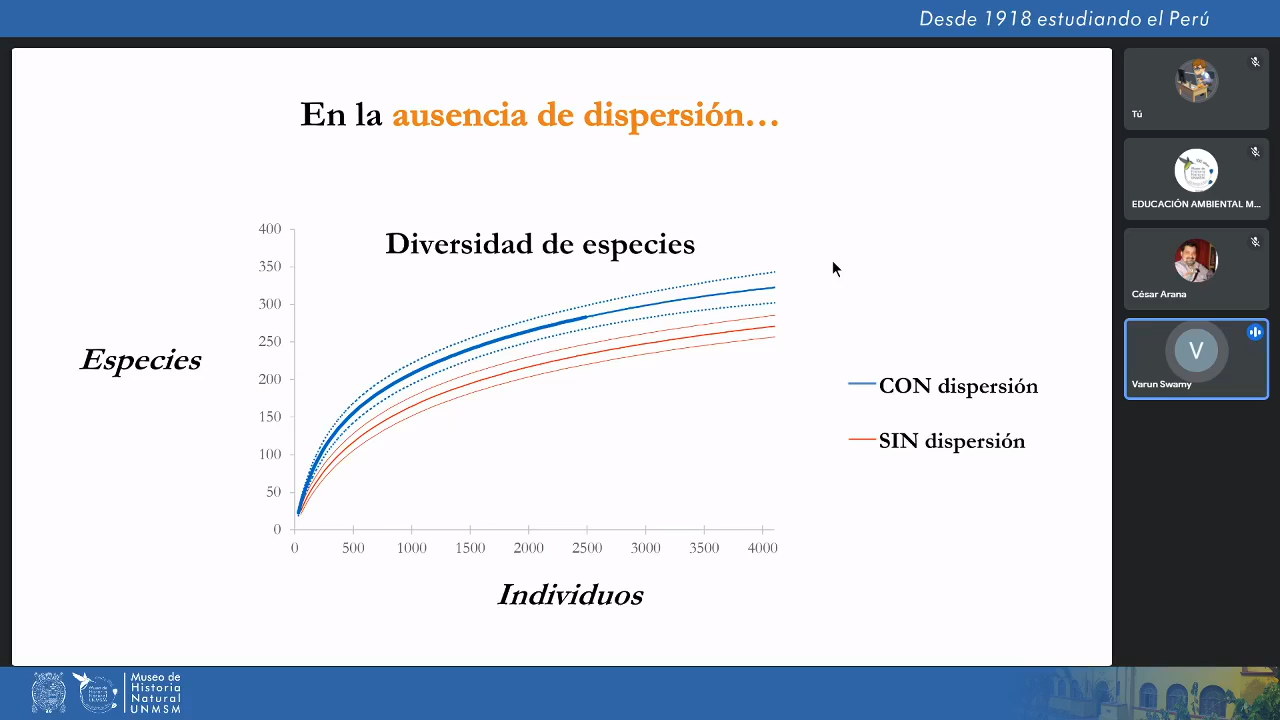 Desde 1918 estudiando el Perú
En la ausencia de dispersión...
Diversidad de especies
400
350
300
250
200
150
100
50
0
Especies
0 500 1000 1500 2000 2500 3000 3500 4000
Individuos
CON dispersión
SIN dispersión
Tú
EDUCACIÓN AMBIENTAL M...
César Arana
V
Varun Swamy
Museo de
Historia
Natural
UNMSM